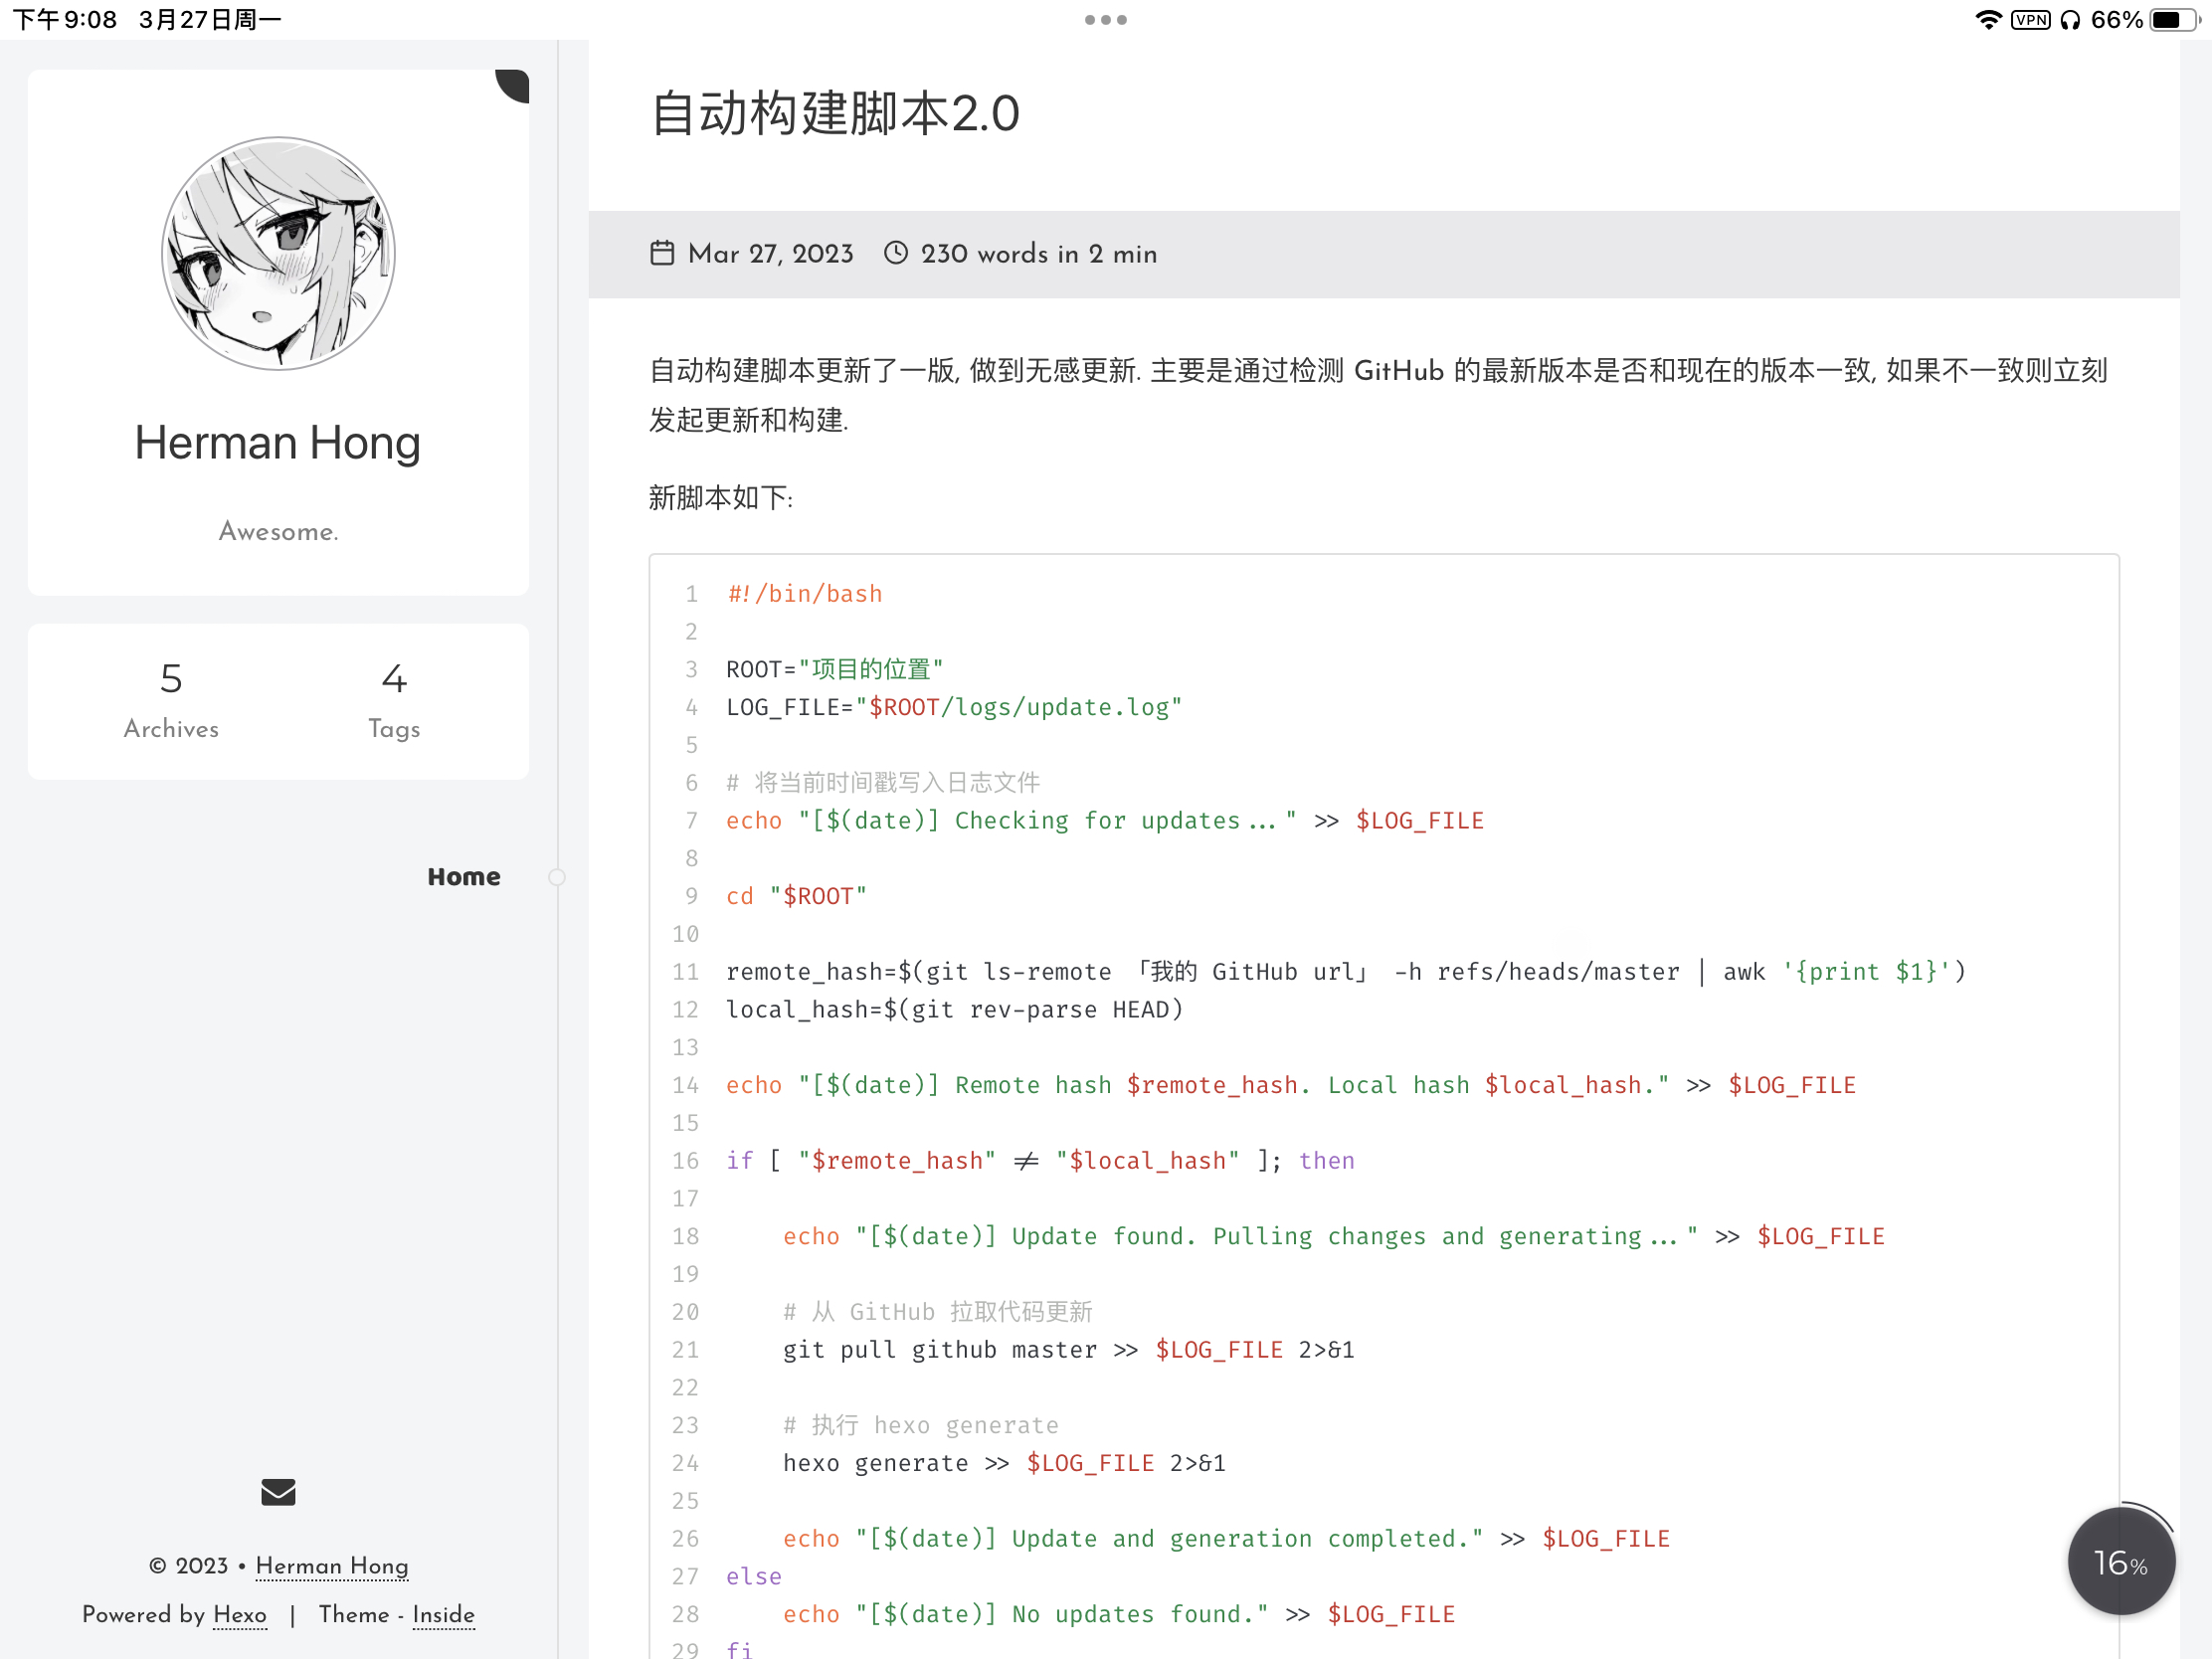 下午9:08 3月27日周一
VPN 66%
Herman Hong
Awesome.
5 4
Archives Tags
Home
© 2023 • Herman Hong
Powered by Hexo | Theme - Inside
自动构建脚本2.0
Mar 27, 2023 230 words in 2 min
自动构建脚本更新了一版, 做到无感更新. 主要是通过检测 GitHub 的最新版本是否和现在的版本一致, 如果不一致则立刻
发起更新和构建.
新脚本如下:
1 #!/bin/bash
2
3 ROOT="项目的位置"
4 LOG_FILE="$ROOT/logs/update.log"
5
6 # 将当前时间戳写入日志文件
7 echo "[$(date)] Checking for updates..." >> $LOG_FILE
8
9 cd "$ROOT"
10
11 remote_hash=$(git ls-remote 「我的 GitHub url」 -h refs/heads/master | awk '{print $1}')
12 local_hash=$(git rev-parse HEAD)
13
14 echo "[$(date)] Remote hash $remote_hash. Local hash $local_hash." >> $LOG_FILE
15
16 if [ "$remote_hash" != "$local_hash" ]; then
17
18 echo "[$(date)] Update found. Pulling changes and generating..." >> $LOG_FILE
19
20 # 从 GitHub 拉取代码更新
21 git pull github master >> $LOG_FILE 2>&1
22
23 # 执行 hexo generate
24 hexo generate >> $LOG_FILE 2>&1
25
26 echo "[$(date)] Update and generation completed." >> $LOG_FILE
27 else
28 echo "[$(date)] No updates found." >> $LOG_FILE
29 fi
16%